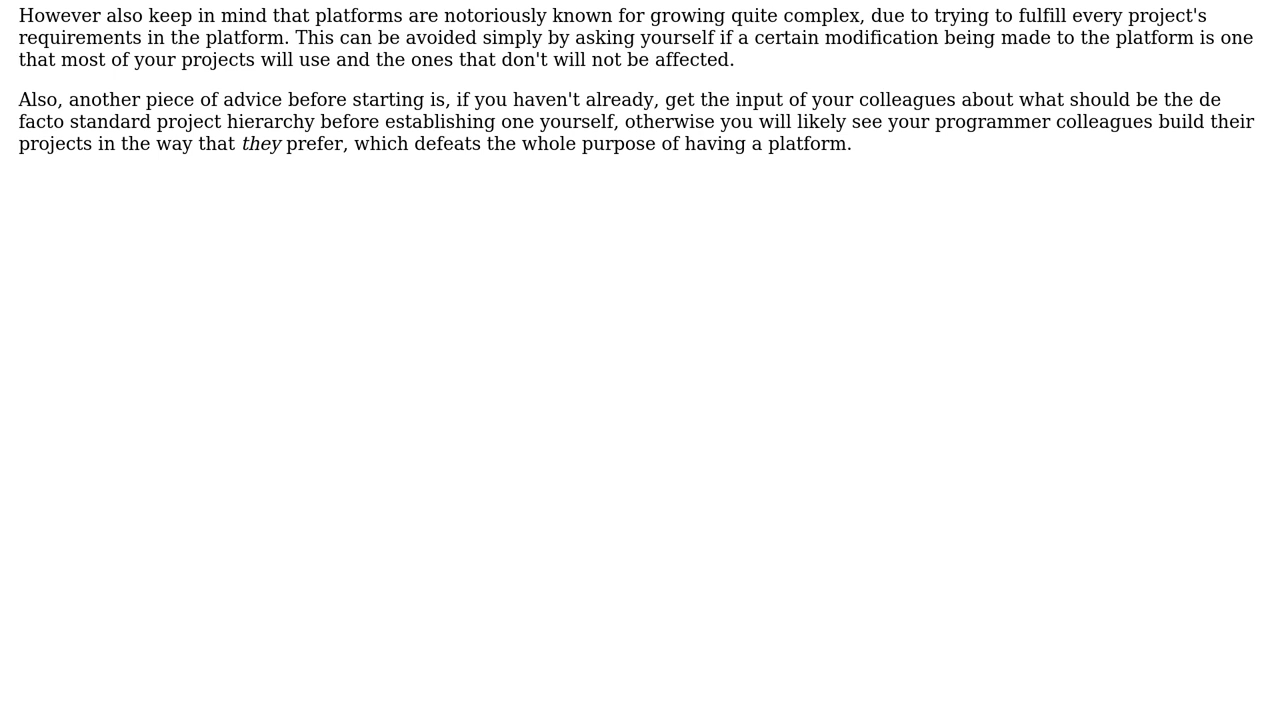 However also keep in mind that platforms are notoriously known for growing quite complex, due to trying to fulfill every project's
requirements in the platform. This can be avoided simply by asking yourself if a certain modification being made to the platform is one
that most of your projects will use and the ones that don't will not be affected.
Also, another piece of advice before starting is, if you haven't already, get the input of your colleagues about what should be the de
facto standard project hierarchy before establishing one yourself, otherwise you will likely see your programmer colleagues build their
projects in the way that they prefer, which defeats the whole purpose of having a platform.